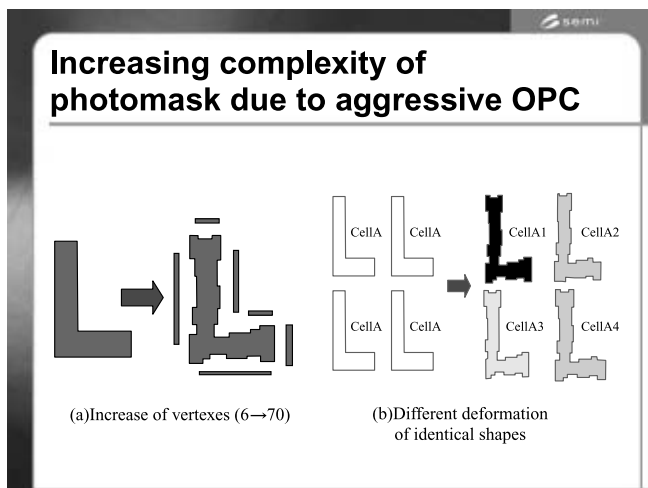 semi
Increasing complexity of
photomask due to aggressive OPC
CellA
CellA
CellA1
CellA2
CellA
CellA
CellA3
CellA4
(a)Increase of vertexes (6→70)
(b)Different deformation
of identical shapes